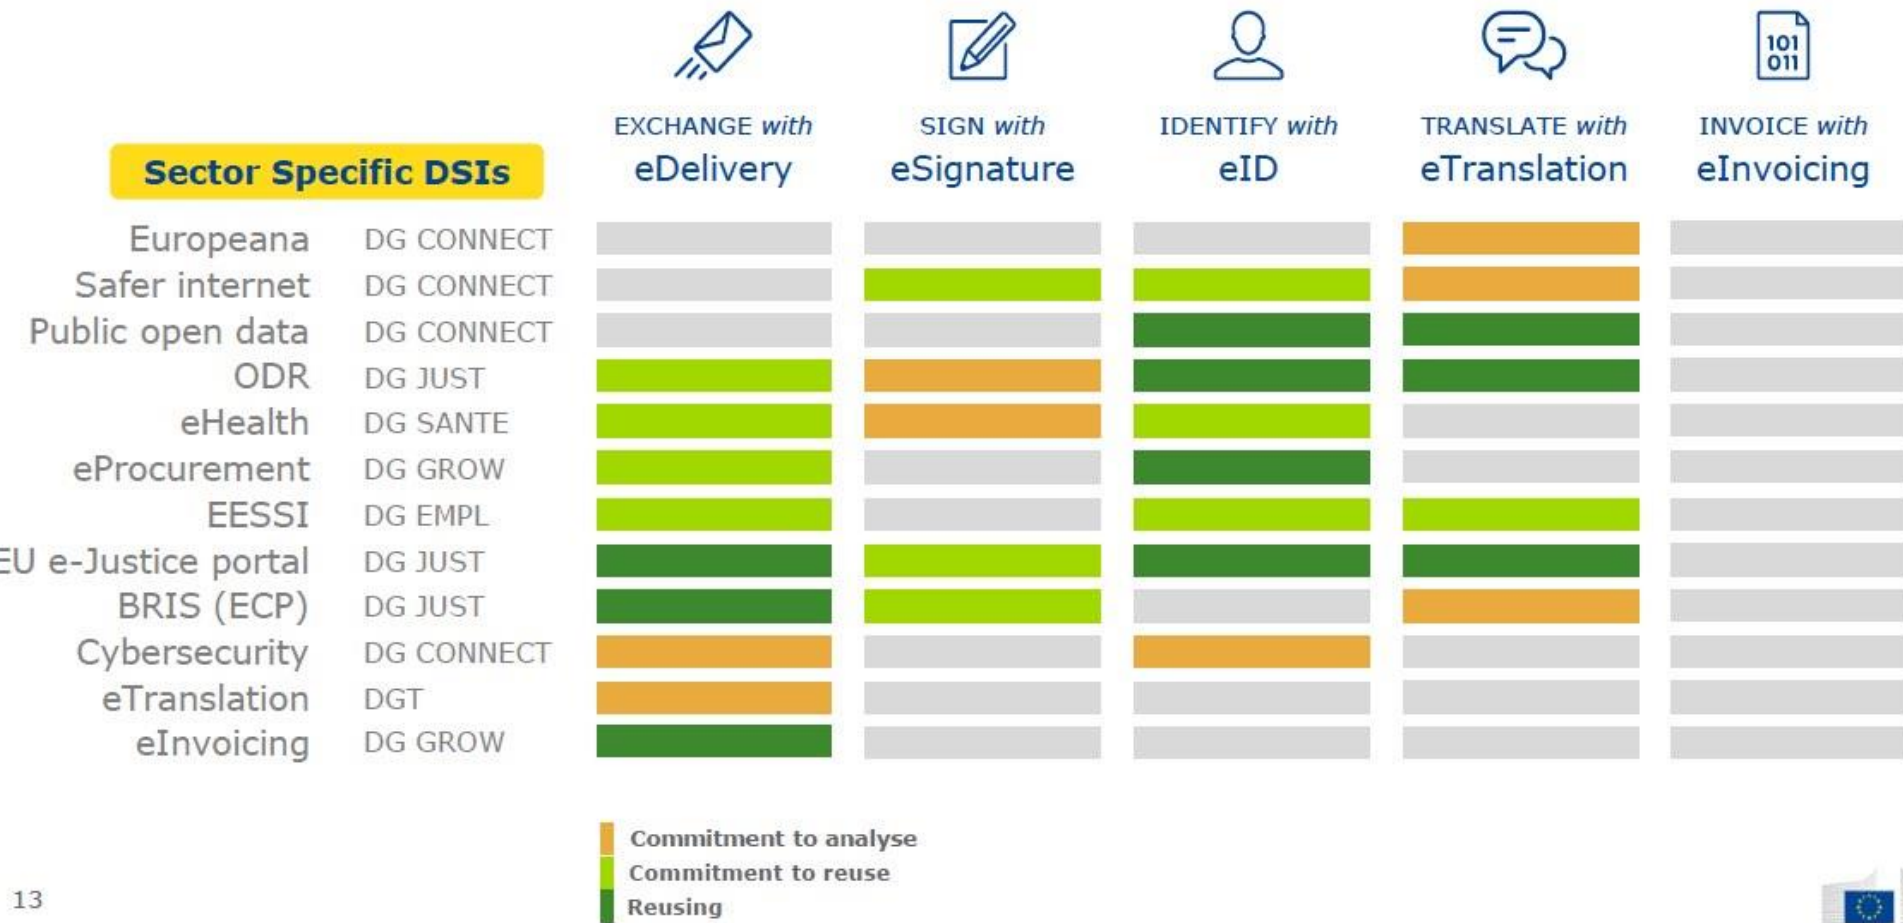 101
011
EXCHANGE with
SIGN with
IDENTIFY with
TRANSLATE with
INVOICE with
Sector Specific DSIs
eDelivery
eSignature
eID
eTranslation
eInvoicing
Europeana DG CONNECT
Safer internet DG CONNECT
Public open data DG CONNECT
ODR DG JUST
eHealth DG SANTE
eProcurement DG GROW
EESSI DG EMPL
EU e-Justice portal DG JUST
BRIS (ECP) DG JUST
Cybersecurity DG CONNECT
eTranslation DGT
eInvoicing DG GROW
Commitment to analyse
Commitment to reuse
Reusing
13